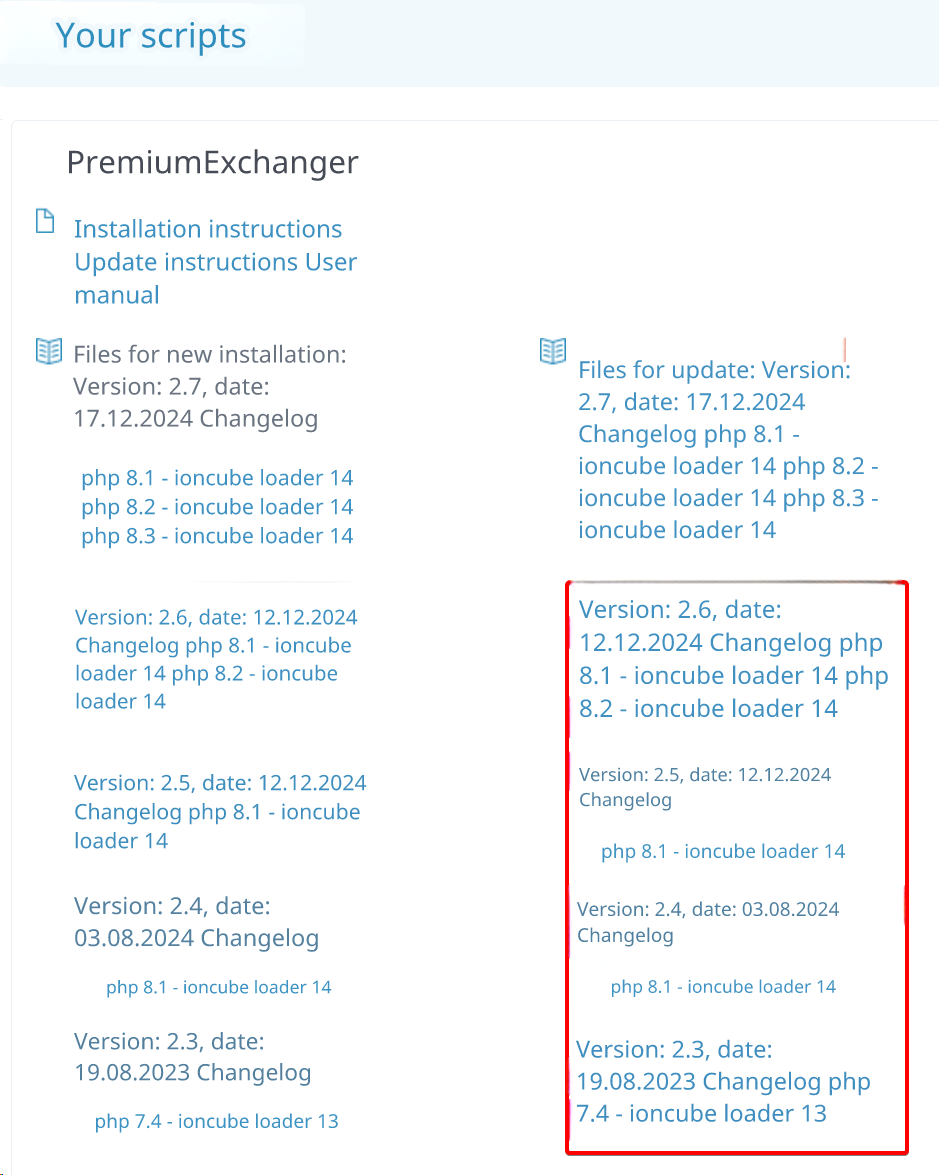 Your scripts
PremiumExchanger
Installation instructions
Update instructions User
manual
Files for new installation:
Version: 2.7, date:
17.12.2024 Changelog
php 8.1 - ioncube loader 14
php 8.2 - ioncube loader 14
php 8.3 - ioncube loader 14
Version: 2.6, date: 12.12.2024
Changelog php 8.1 - ioncube
loader 14 php 8.2 - ioncube
loader 14
Version: 2.5, date: 12.12.2024
Changelog php 8.1 - ioncube
loader 14
Version: 2.4, date:
03.08.2024 Changelog
php 8.1 - ioncube loader 14
Version: 2.3, date:
19.08.2023 Changelog
php 7.4 - ioncube loader 13
Files for update: Version:
2.7, date: 17.12.2024
Changelog php 8.1 -
ioncube loader 14 php 8.2 -
ioncube loader 14 php 8.3 -
ioncube loader 14
Version: 2.6, date:
12.12.2024 Changelog php
8.1 - ioncube loader 14 php
8.2 - ioncube loader 14
Version: 2.5, date: 12.12.2024
Changelog
php 8.1 - ioncube loader 14
Version: 2.4, date: 03.08.2024
Changelog
php 8.1 - ioncube loader 14
Version: 2.3, date:
19.08.2023 Changelog php
7.4 - ioncube loader 13